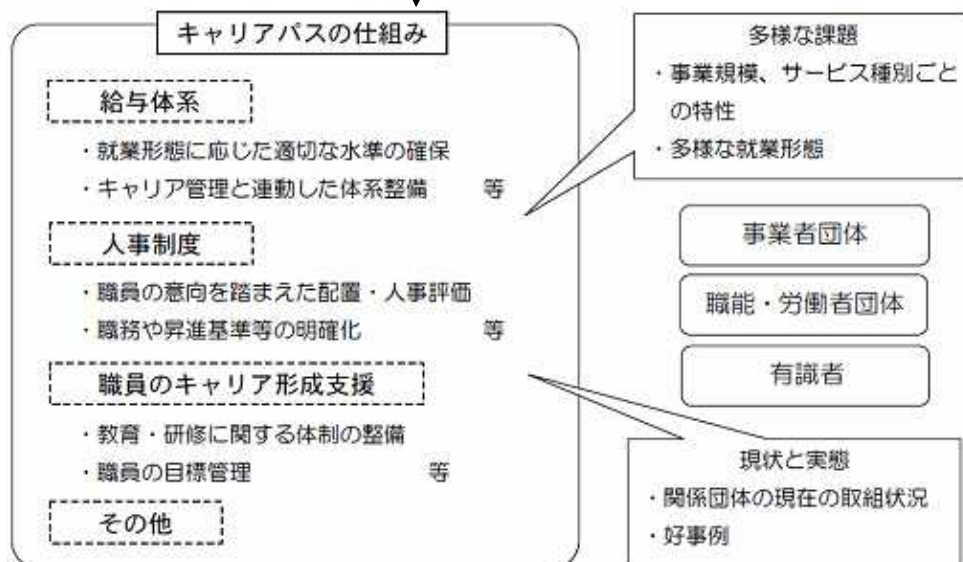 キャリアパスの仕組み
給与体系
・就業形態に応じた適切な水準の確保
・キャリア管理と連動した体系整備 等
人事制度
・職員の意向を踏まえた配置・人事評価
・職務や昇進基準等の明確化 等
職員のキャリア形成支援
・教育・研修に関する体制の整備
・職員の目標管理 等
その他
多様な課題
・事業規模、サービス種別ごと
の特性
・多様な就業形態
事業者団体
職能・労働者団体
有識者
現状と実態
・関係団体の現在の取組状況
・好事例